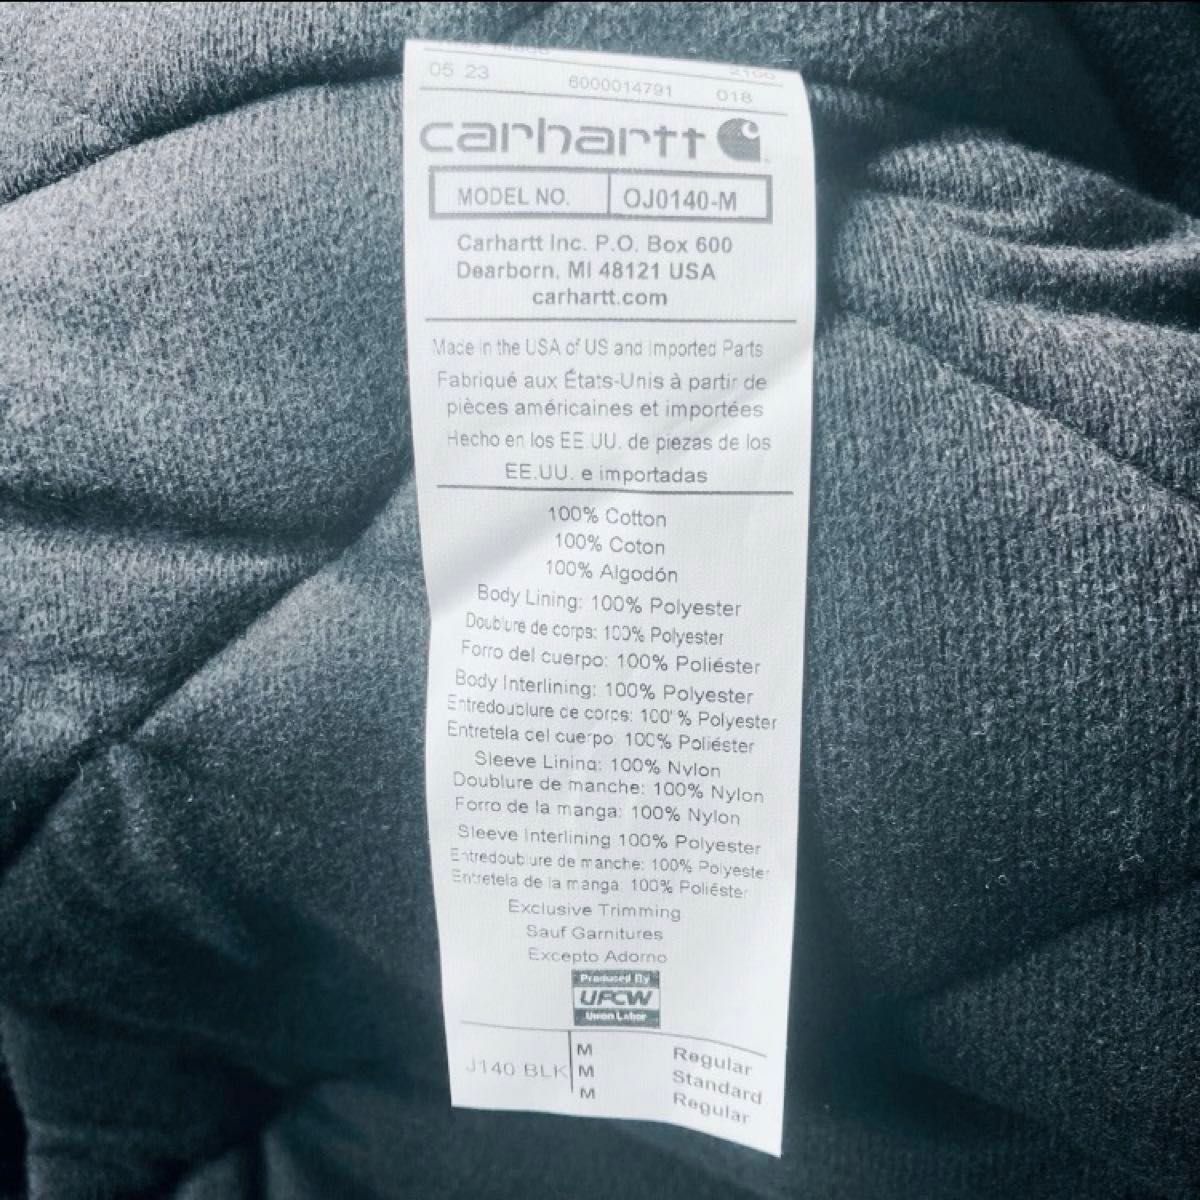 05 23 6000014791 018
carhartt
MODEL NO. OJ0140-M
Carhartt Inc. P.O. Box 600
Dearborn, MI 48121 USA
carhartt.com
Made in the USA of US and Imported Parts
Fabriqué aux États-Unis à partir de
pièces américaines et importées
Hecho en los EE.UU. de piezas de los
EE.UU. e importadas
100% Cotton
100% Coton
100% Algodón
Body Lining: 100% Polyester
Doublure de corps: 100% Polyester
Forro del cuerpo: 100% Poliéster
Body Interlining: 100% Polyester
Entredoublure de corps: 100% Polyester
Entretela del cuerpo 100% Poliéster
Sleeve Lining: 100% Nylon
Doublure de manche: 100% Nylon
Forro de la manga: 100% Nylon
Sleeve Interlining 100% Polyester
Entredoublure de manche: 100% Polyester
Entretela de la manga: 100% Poliéster
Exclusive Trimming
Sauf Garnitures
Excepto Adorno
Produced By
UFCW
Union Labor
M Regular
J140 BLK M Standard
M Regular